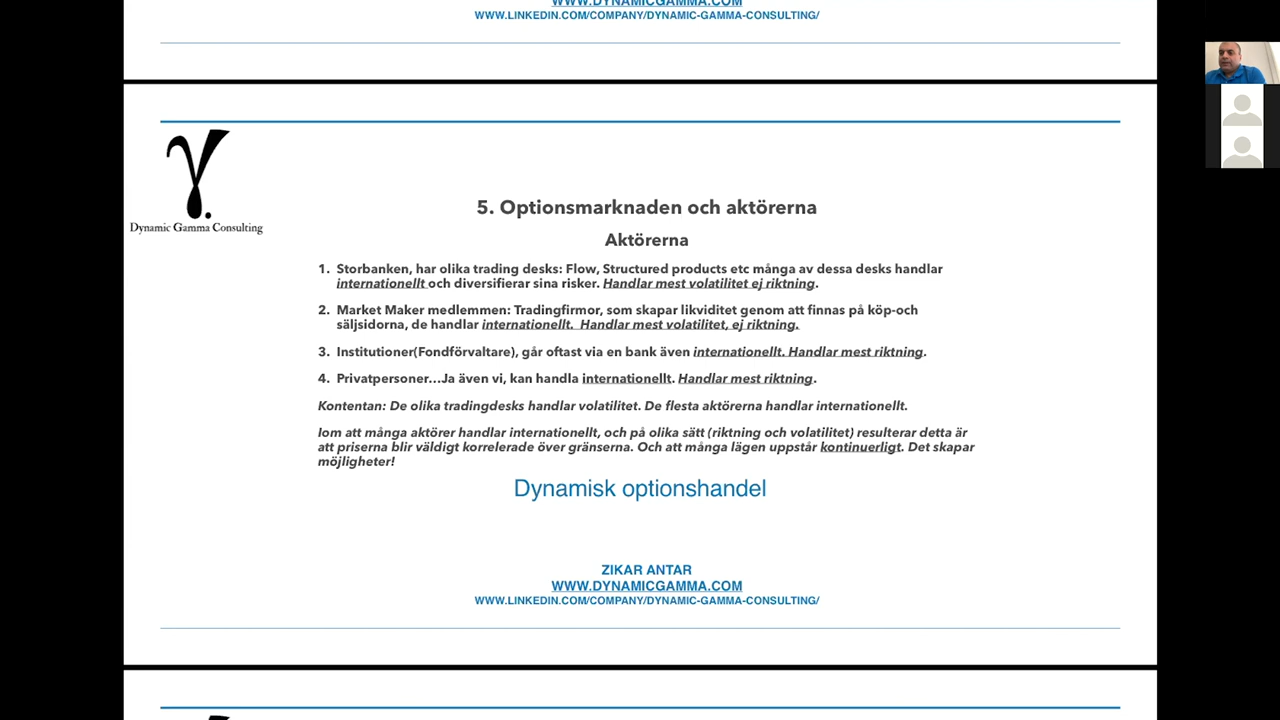 WWW.DYNAMICGAMMA.COM
WWW.LINKEDIN.COM/COMPANY/DYNAMIC-GAMMA-CONSULTING/
γ.
Dynamic Gamma Consulting
5. Optionsmarknaden och aktörerna
Aktörerna
1. Storbanken, har olika trading desks: Flow, Structured products etc många av dessa desks handlar
internationellt och diversifierar sina risker. Handlar mest volatilitet ej riktning.
2. Market Maker medlemmen: Tradingfirmor, som skapar likviditet genom att finnas på köp-och
säljsidorna, de handlar internationellt. Handlar mest volatilitet, ej riktning.
3. Institutioner(Fondförvaltare), går oftast via en bank även internationellt. Handlar mest riktning.
4. Privatpersoner...Ja även vi, kan handla internationellt. Handlar mest riktning.
Kontentan: De olika tradingdesks handlar volatilitet. De flesta aktörerna handlar internationellt.
Iom att många aktörer handlar internationellt, och på olika sätt (riktning och volatilitet) resulterar detta är
att priserna blir väldigt korrelerade över gränserna. Och att många lägen uppstår kontinuerligt. Det skapar
möjligheter!
Dynamisk optionshandel
ZIKAR ANTAR
WWW.DYNAMICGAMMA.COM
WWW.LINKEDIN.COM/COMPANY/DYNAMIC-GAMMA-CONSULTING/